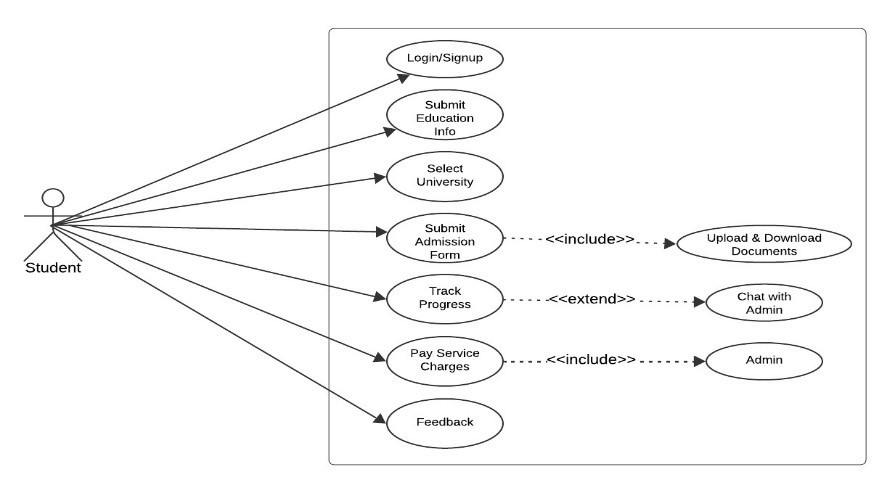 Login/Signup
Submit
Education
Info
Select
University
Submit
Admission
Form
<<include>>
Upload & Download
Documents
Student
Track
Progress
<<extend>>
Chat with
Admin
Pay Service
Charges
<<include>>
Admin
Feedback